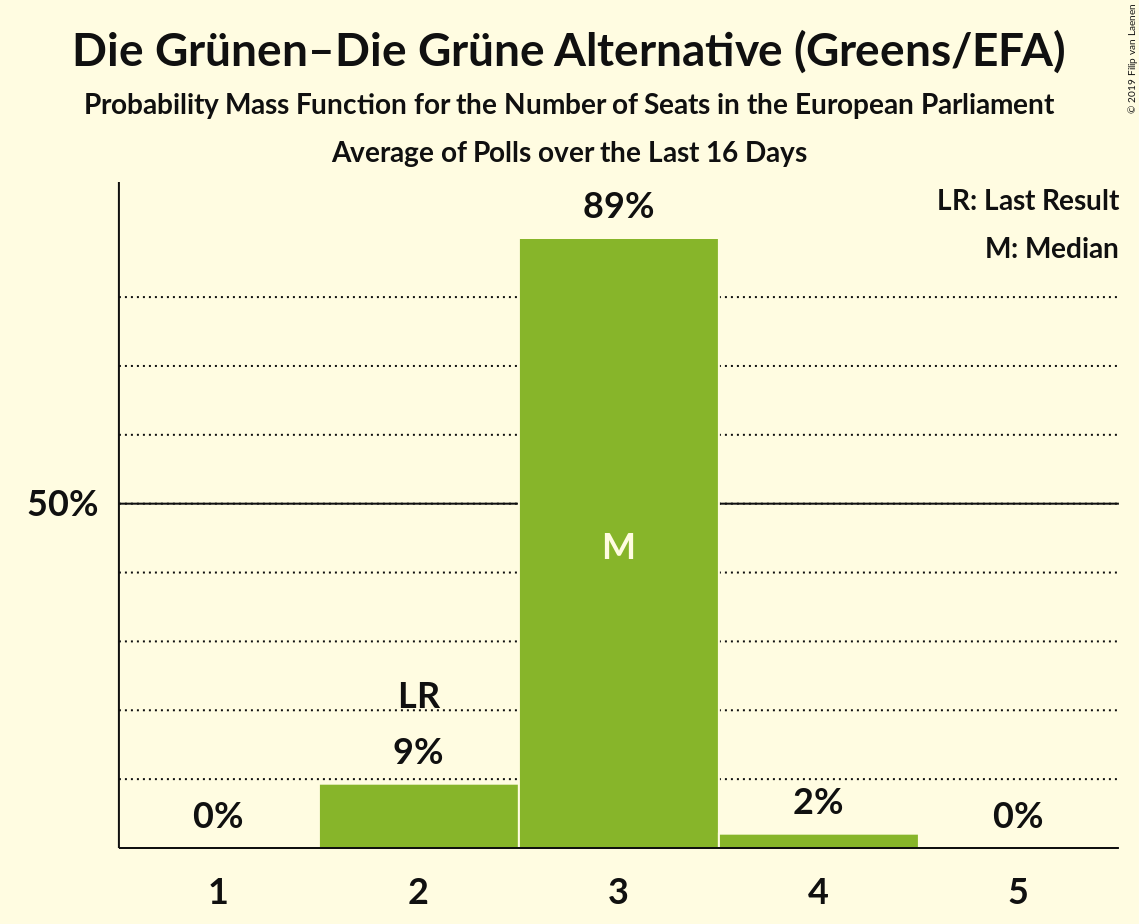 Die Grünen–Die Grüne Alternative (Greens/EFA)
Probability Mass Function for the Number of Seats in the European Parliament
Average of Polls over the Last 16 Days
© 2019 Filip van Laenen
LR: Last Result
M: Median
89%
50%
M
LR
9%
0%
2%
0%
1 2 3 4 5